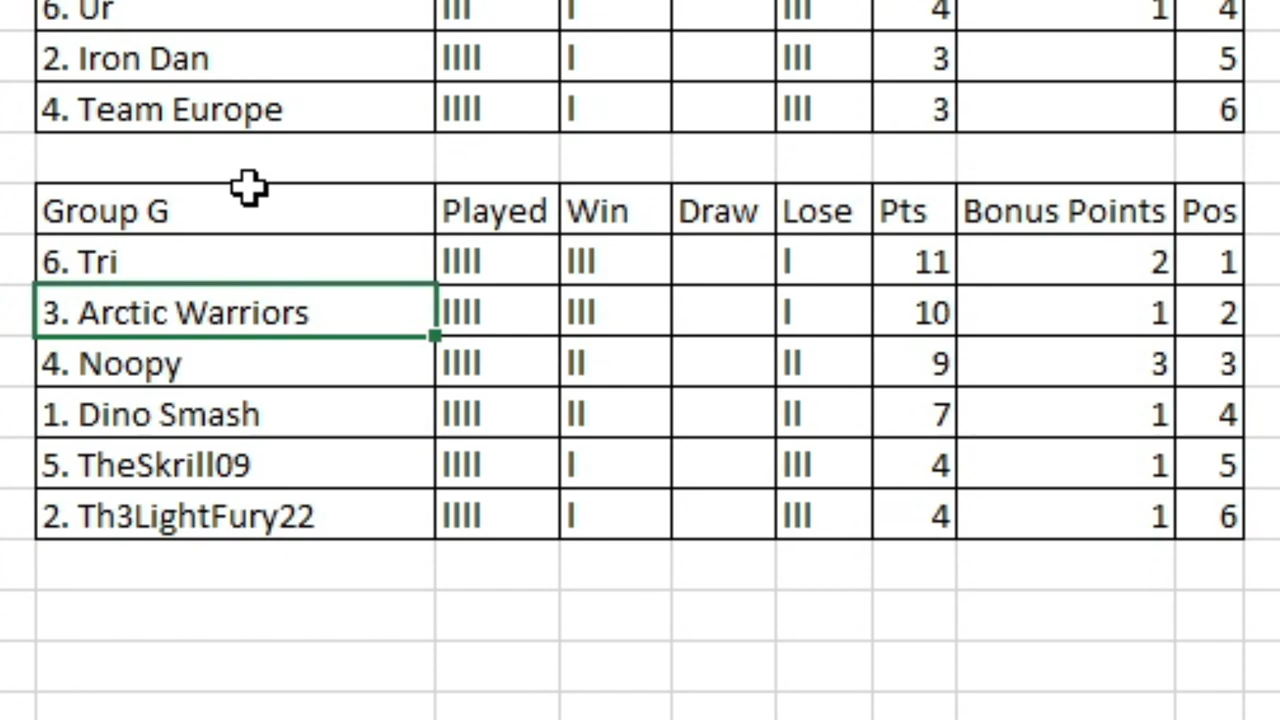 6. Ur III I III 4 1 4
2. Iron Dan IIII I III 3 5
4. Team Europe IIII I III 3 6
Group G Played Win Draw Lose Pts Bonus Points Pos
6. Tri IIII III I 11 2 1
3. Arctic Warriors IIII III I 10 1 2
4. Noopy IIII II II 9 3 3
1. Dino Smash IIII II II 7 1 4
5. TheSkrill09 IIII I III 4 1 5
2. Th3LightFury22 IIII I III 4 1 6